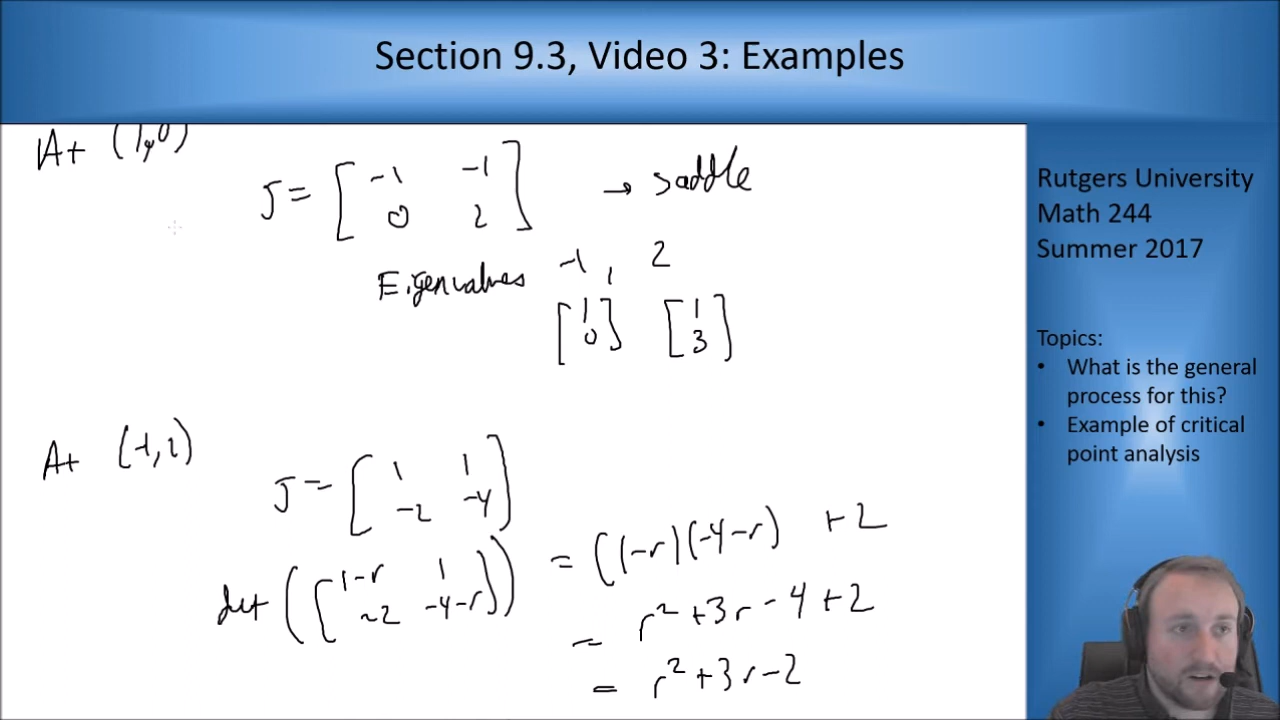 Section 9.3, Video 3: Examples
At (1,0)
J = [ -1 -1
0 2 ] → saddle
Eigenvalues -1, 2
[ 1
0 ] [ 1
3 ]
At (-1,2)
J = [ 1 1
-2 -4 ]
det ( [ 1-r 1
-2 -4-r ] ) = (1-r)(-4-r) +2
= r²+3r-4+2
= r²+3r-2
Rutgers University
Math 244
Summer 2017
Topics:
• What is the general
process for this?
• Example of critical
point analysis